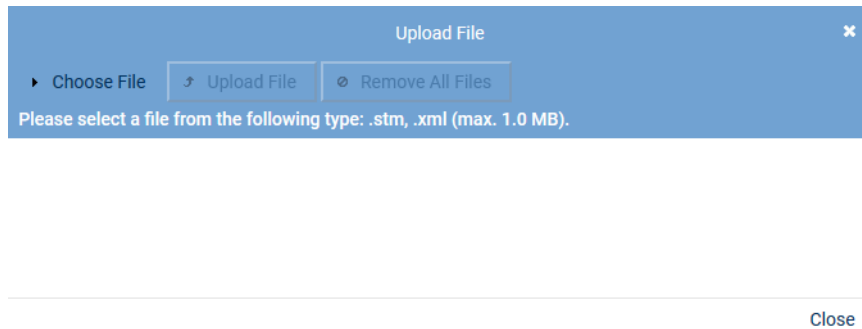 Upload File
Choose File Upload File Remove All Files
Please select a file from the following type: .stm, .xml (max. 1.0 MB).
Close